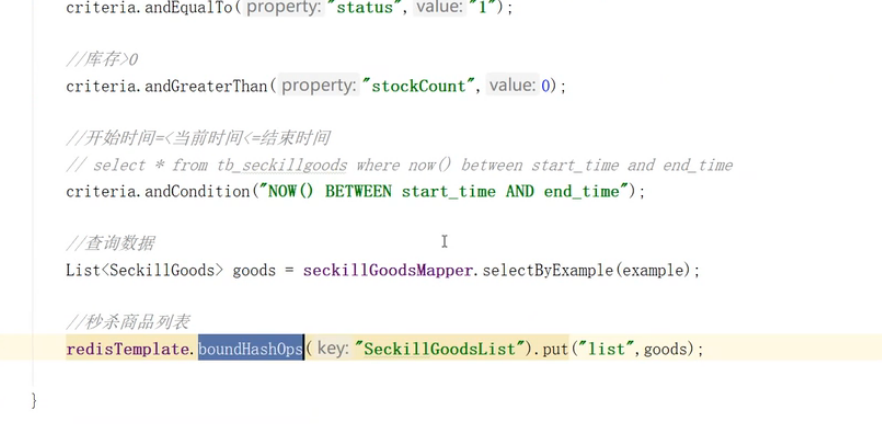 criteria.andEqualTo( property: "status", value: "1");
//库存>0
criteria.andGreaterThan( property: "stockCount", value: 0);
//开始时间=<当前时间<=结束时间
// select * from tb_seckillgoods where now() between start_time and end_time
criteria.andCondition("NOW() BETWEEN start_time AND end_time");
//查询数据
List<SeckillGoods> goods = seckillGoodsMapper.selectByExample(example);
//秒杀商品列表
redisTemplate.boundHashOps( key: "SeckillGoodsList").put("list",goods);
}